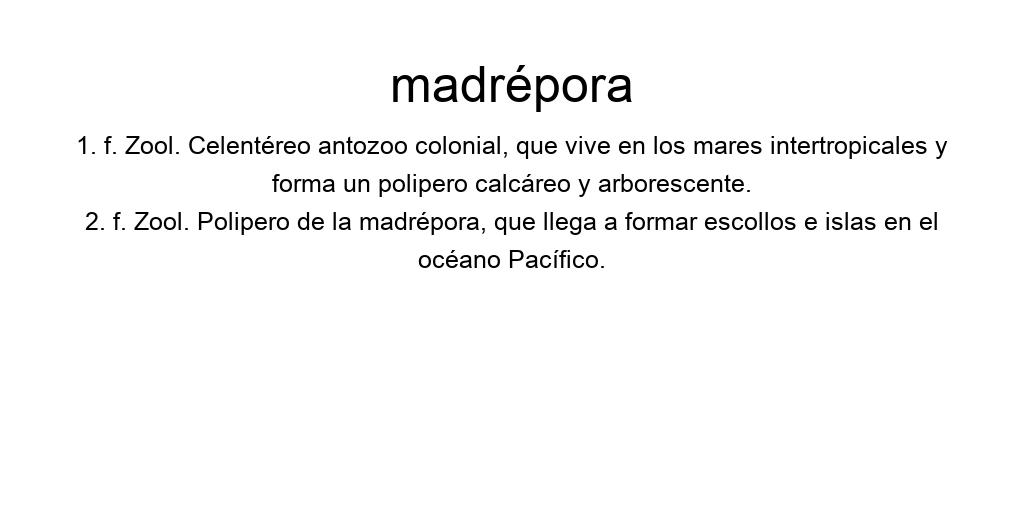 madrépora
1. f. Zool. Celentéreo antozoo colonial, que vive en los mares intertropicales y
forma un polipero calcáreo y arborescente.
2. f. Zool. Polipero de la madrépora, que llega a formar escollos e islas en el
océano Pacífico.